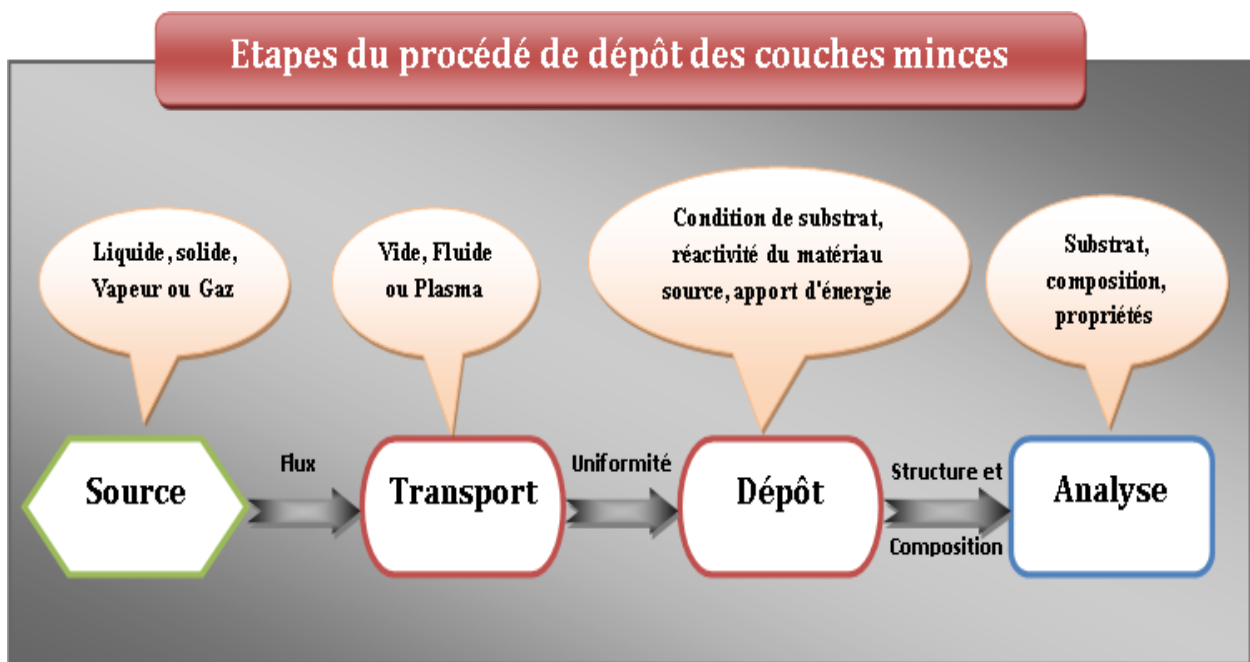 Etapes du procédé de dépôt des couches minces
Liquide, solide,
Vapeur ou Gaz
Vide, Fluide
ou Plasma
Condition de substrat,
réactivité du matériau
source, apport d'énergie
Substrat,
composition,
propriétés
Source
Flux
Transport
Uniformité
Dépôt
Structure et
Composition
Analyse